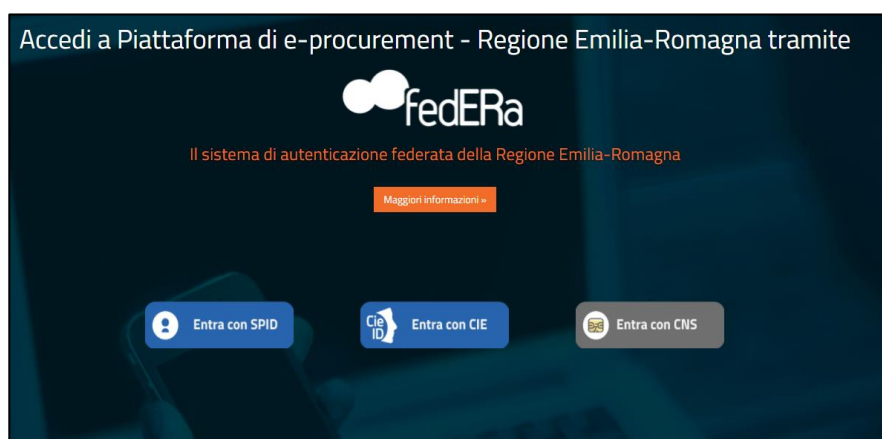 Accedi a Piattaforma di e-procurement - Regione Emilia-Romagna tramite
fedERa
Il sistema di autenticazione federata della Regione Emilia-Romagna
Maggiori informazioni »
Entra con SPID
Cie ID Entra con CIE
Entra con CNS